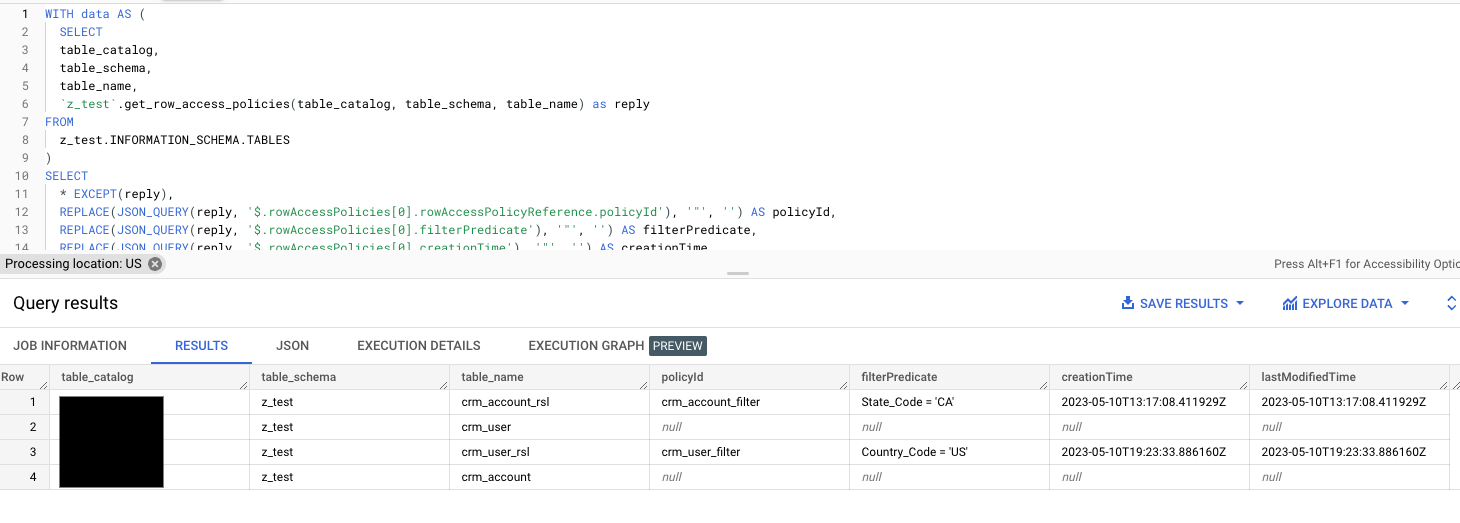 1 WITH data AS (
2 SELECT
3 table_catalog,
4 table_schema,
5 table_name,
6 `z_test`.get_row_access_policies(table_catalog, table_schema, table_name) as reply
7 FROM
8 z_test.INFORMATION_SCHEMA.TABLES
9 )
10 SELECT
11 * EXCEPT(reply),
12 REPLACE(JSON_QUERY(reply, '$.rowAccessPolicies[0].rowAccessPolicyReference.policyId'), '"', '') AS policyId,
13 REPLACE(JSON_QUERY(reply, '$.rowAccessPolicies[0].filterPredicate'), '"', '') AS filterPredicate,
14 REPLACE(JSON_QUERY(reply, '$.rowAccessPolicies[0].creationTime'), '"', '') AS creationTime
Processing location: US
Press Alt+F1 for Accessibility Optio
Query results
SAVE RESULTS
EXPLORE DATA
JOB INFORMATION RESULTS JSON EXECUTION DETAILS EXECUTION GRAPH PREVIEW
Row table_catalog table_schema table_name policyId filterPredicate creationTime lastModifiedTime
1 z_test crm_account_rsl crm_account_filter State_Code = 'CA' 2023-05-10T13:17:08.411929Z 2023-05-10T13:17:08.411929Z
2 z_test crm_user null null null null
3 z_test crm_user_rsl crm_user_filter Country_Code = 'US' 2023-05-10T19:23:33.886160Z 2023-05-10T19:23:33.886160Z
4 z_test crm_account null null null null